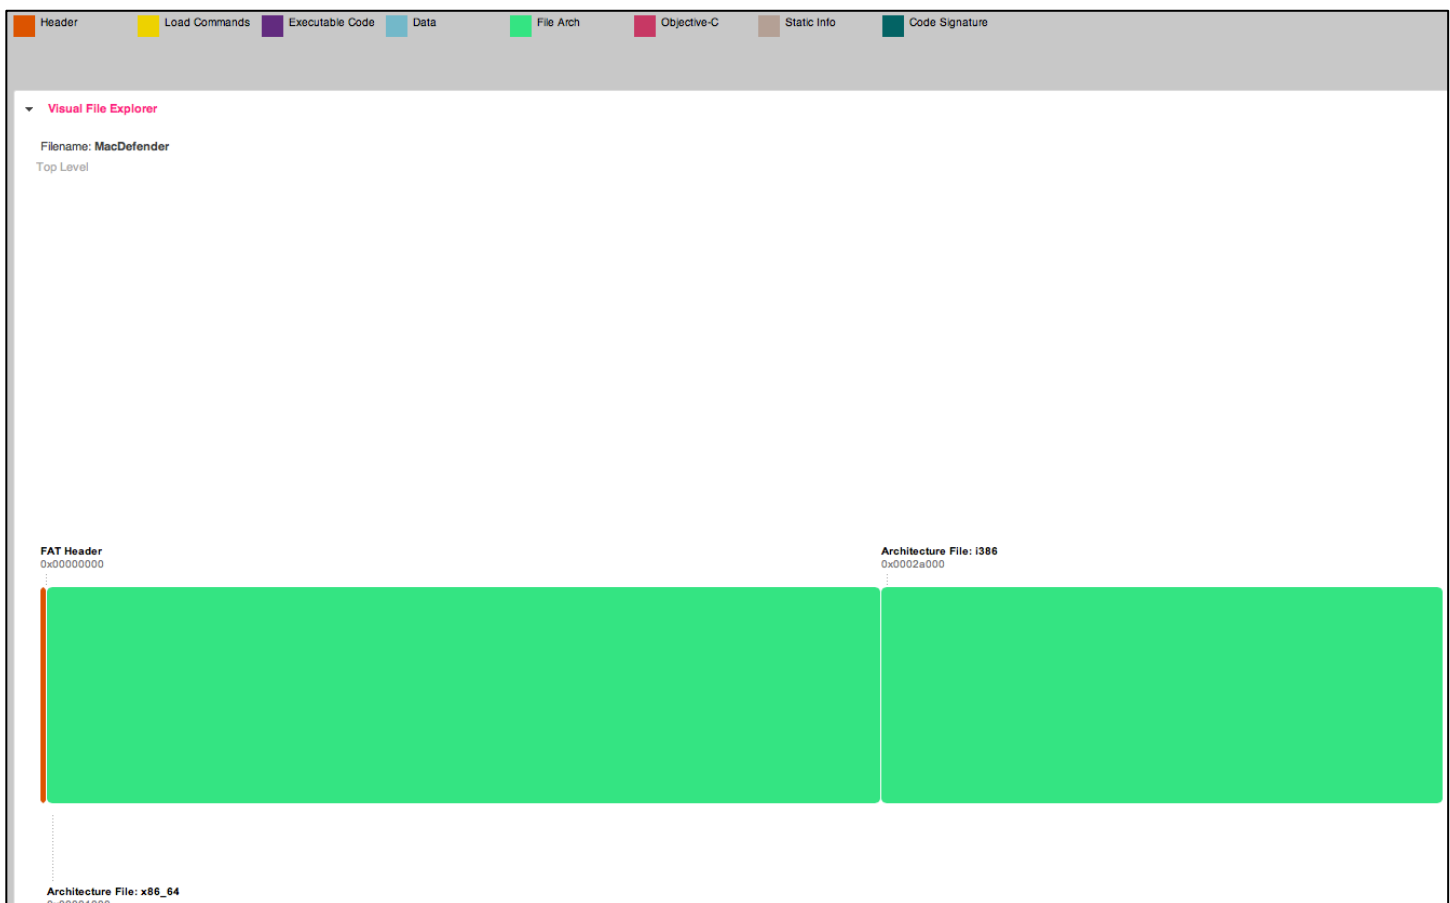 Header Load Commands Executable Code Data File Arch Objective-C Static Info Code Signature
Visual File Explorer
Filename: MacDefender
Top Level
FAT Header
0x00000000
Architecture File: i386
0x0002a000
Architecture File: x86_64
0x00001000